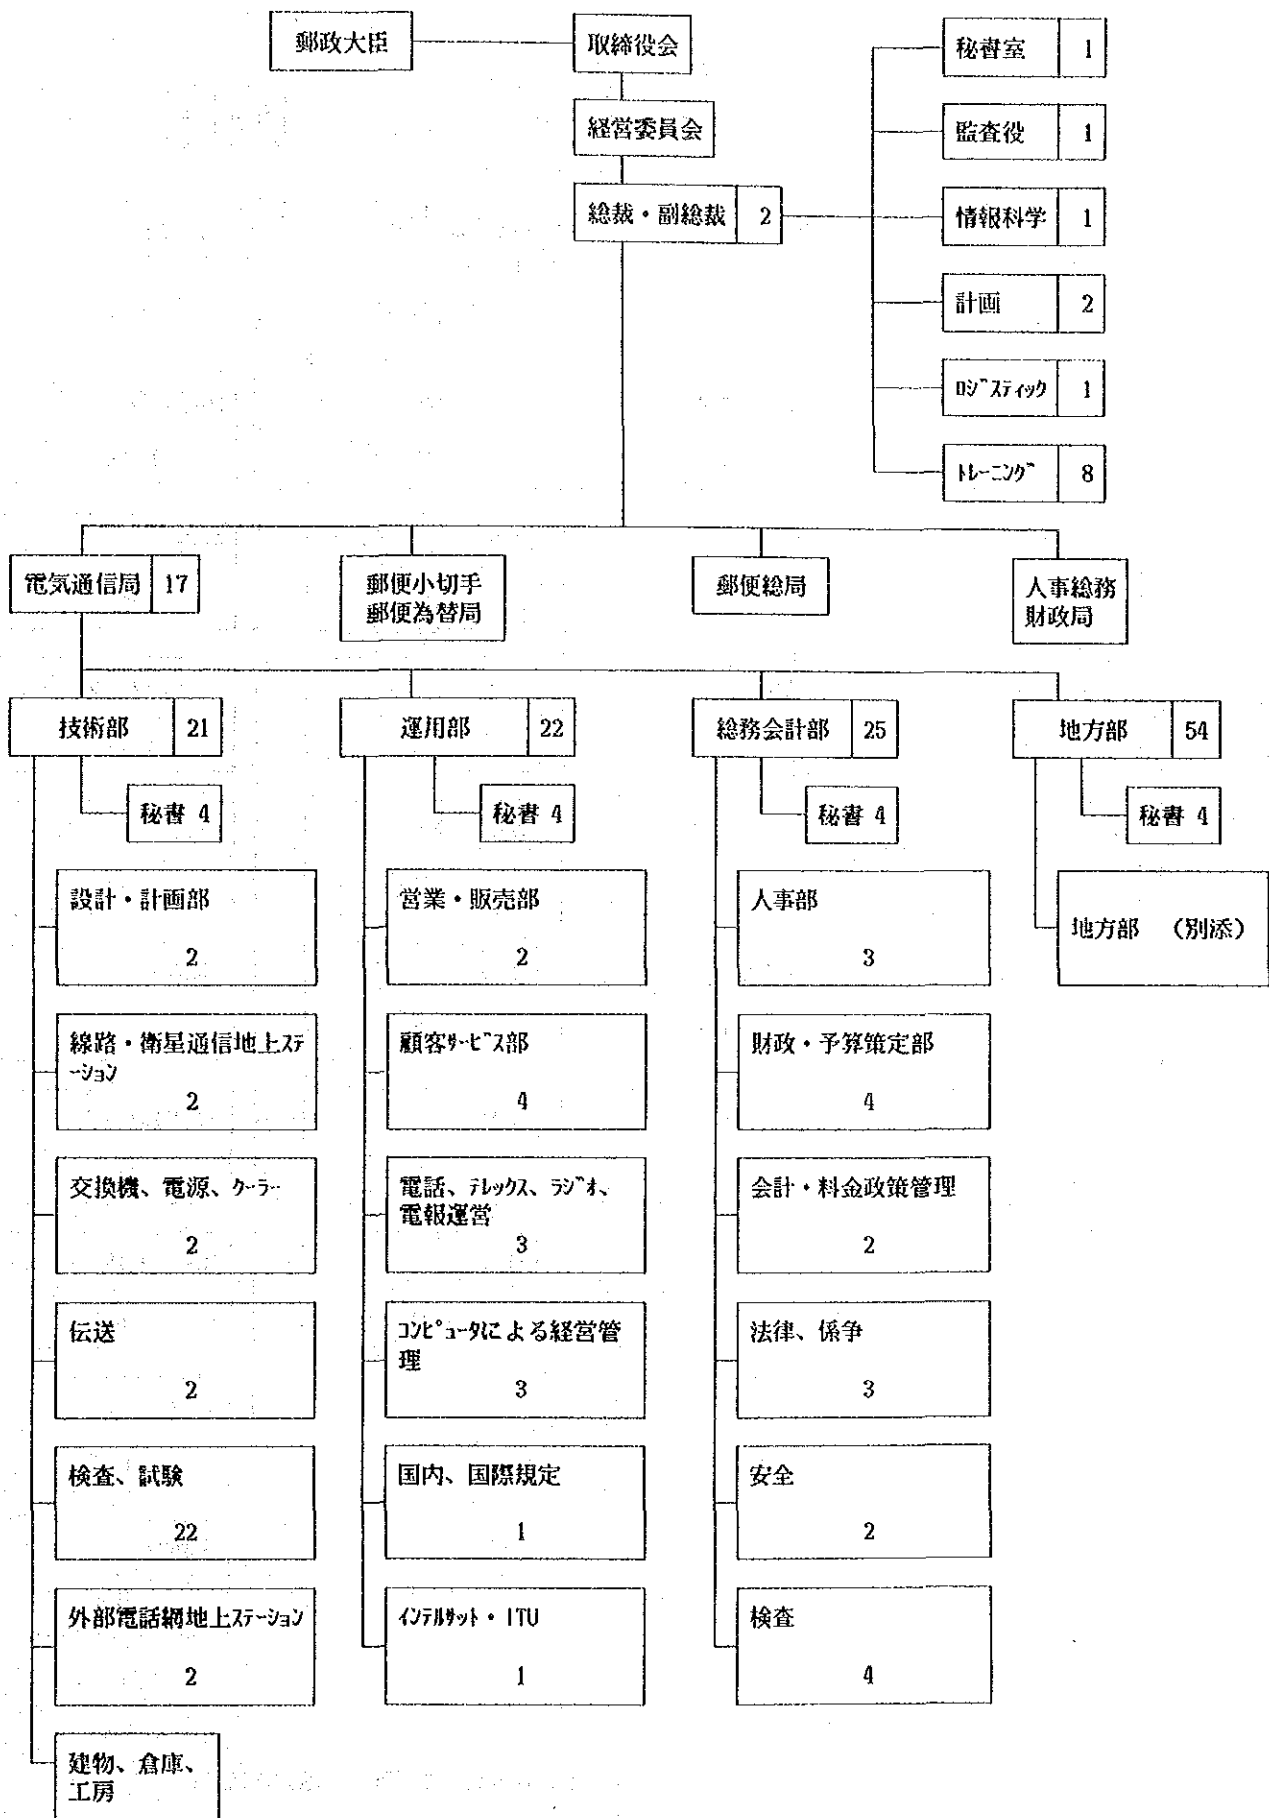 郵政大臣
取締役会
秘書室 1
経営委員会
監査役 1
総裁・副総裁 2
情報科学 1
計画 2
ロジスティック 1
トレーニング 8
電気通信局 17
郵便小切手
郵便為替局
郵便総局
人事総務
財政局
技術部 21
運用部 22
総務会計部 25
地方部 54
秘書 4
秘書 4
秘書 4
秘書 4
設計・計画部
2
営業・販売部
2
人事部
3
地方部 （別添）
線路・衛星通信地上ステ
ーション
2
顧客サービス部
4
財政・予算策定部
4
交換機、電源、クーラー
2
電話、テレックス、ラジオ、
電報運営
3
会計・料金政策管理
2
伝送
2
コンピュータによる経営管
理
3
法律、係争
3
検査、試験
22
国内、国際規定
1
安全
2
外部電話網地上ステーション
2
インテルサット・ITU
1
検査
4
建物、倉庫、
工房